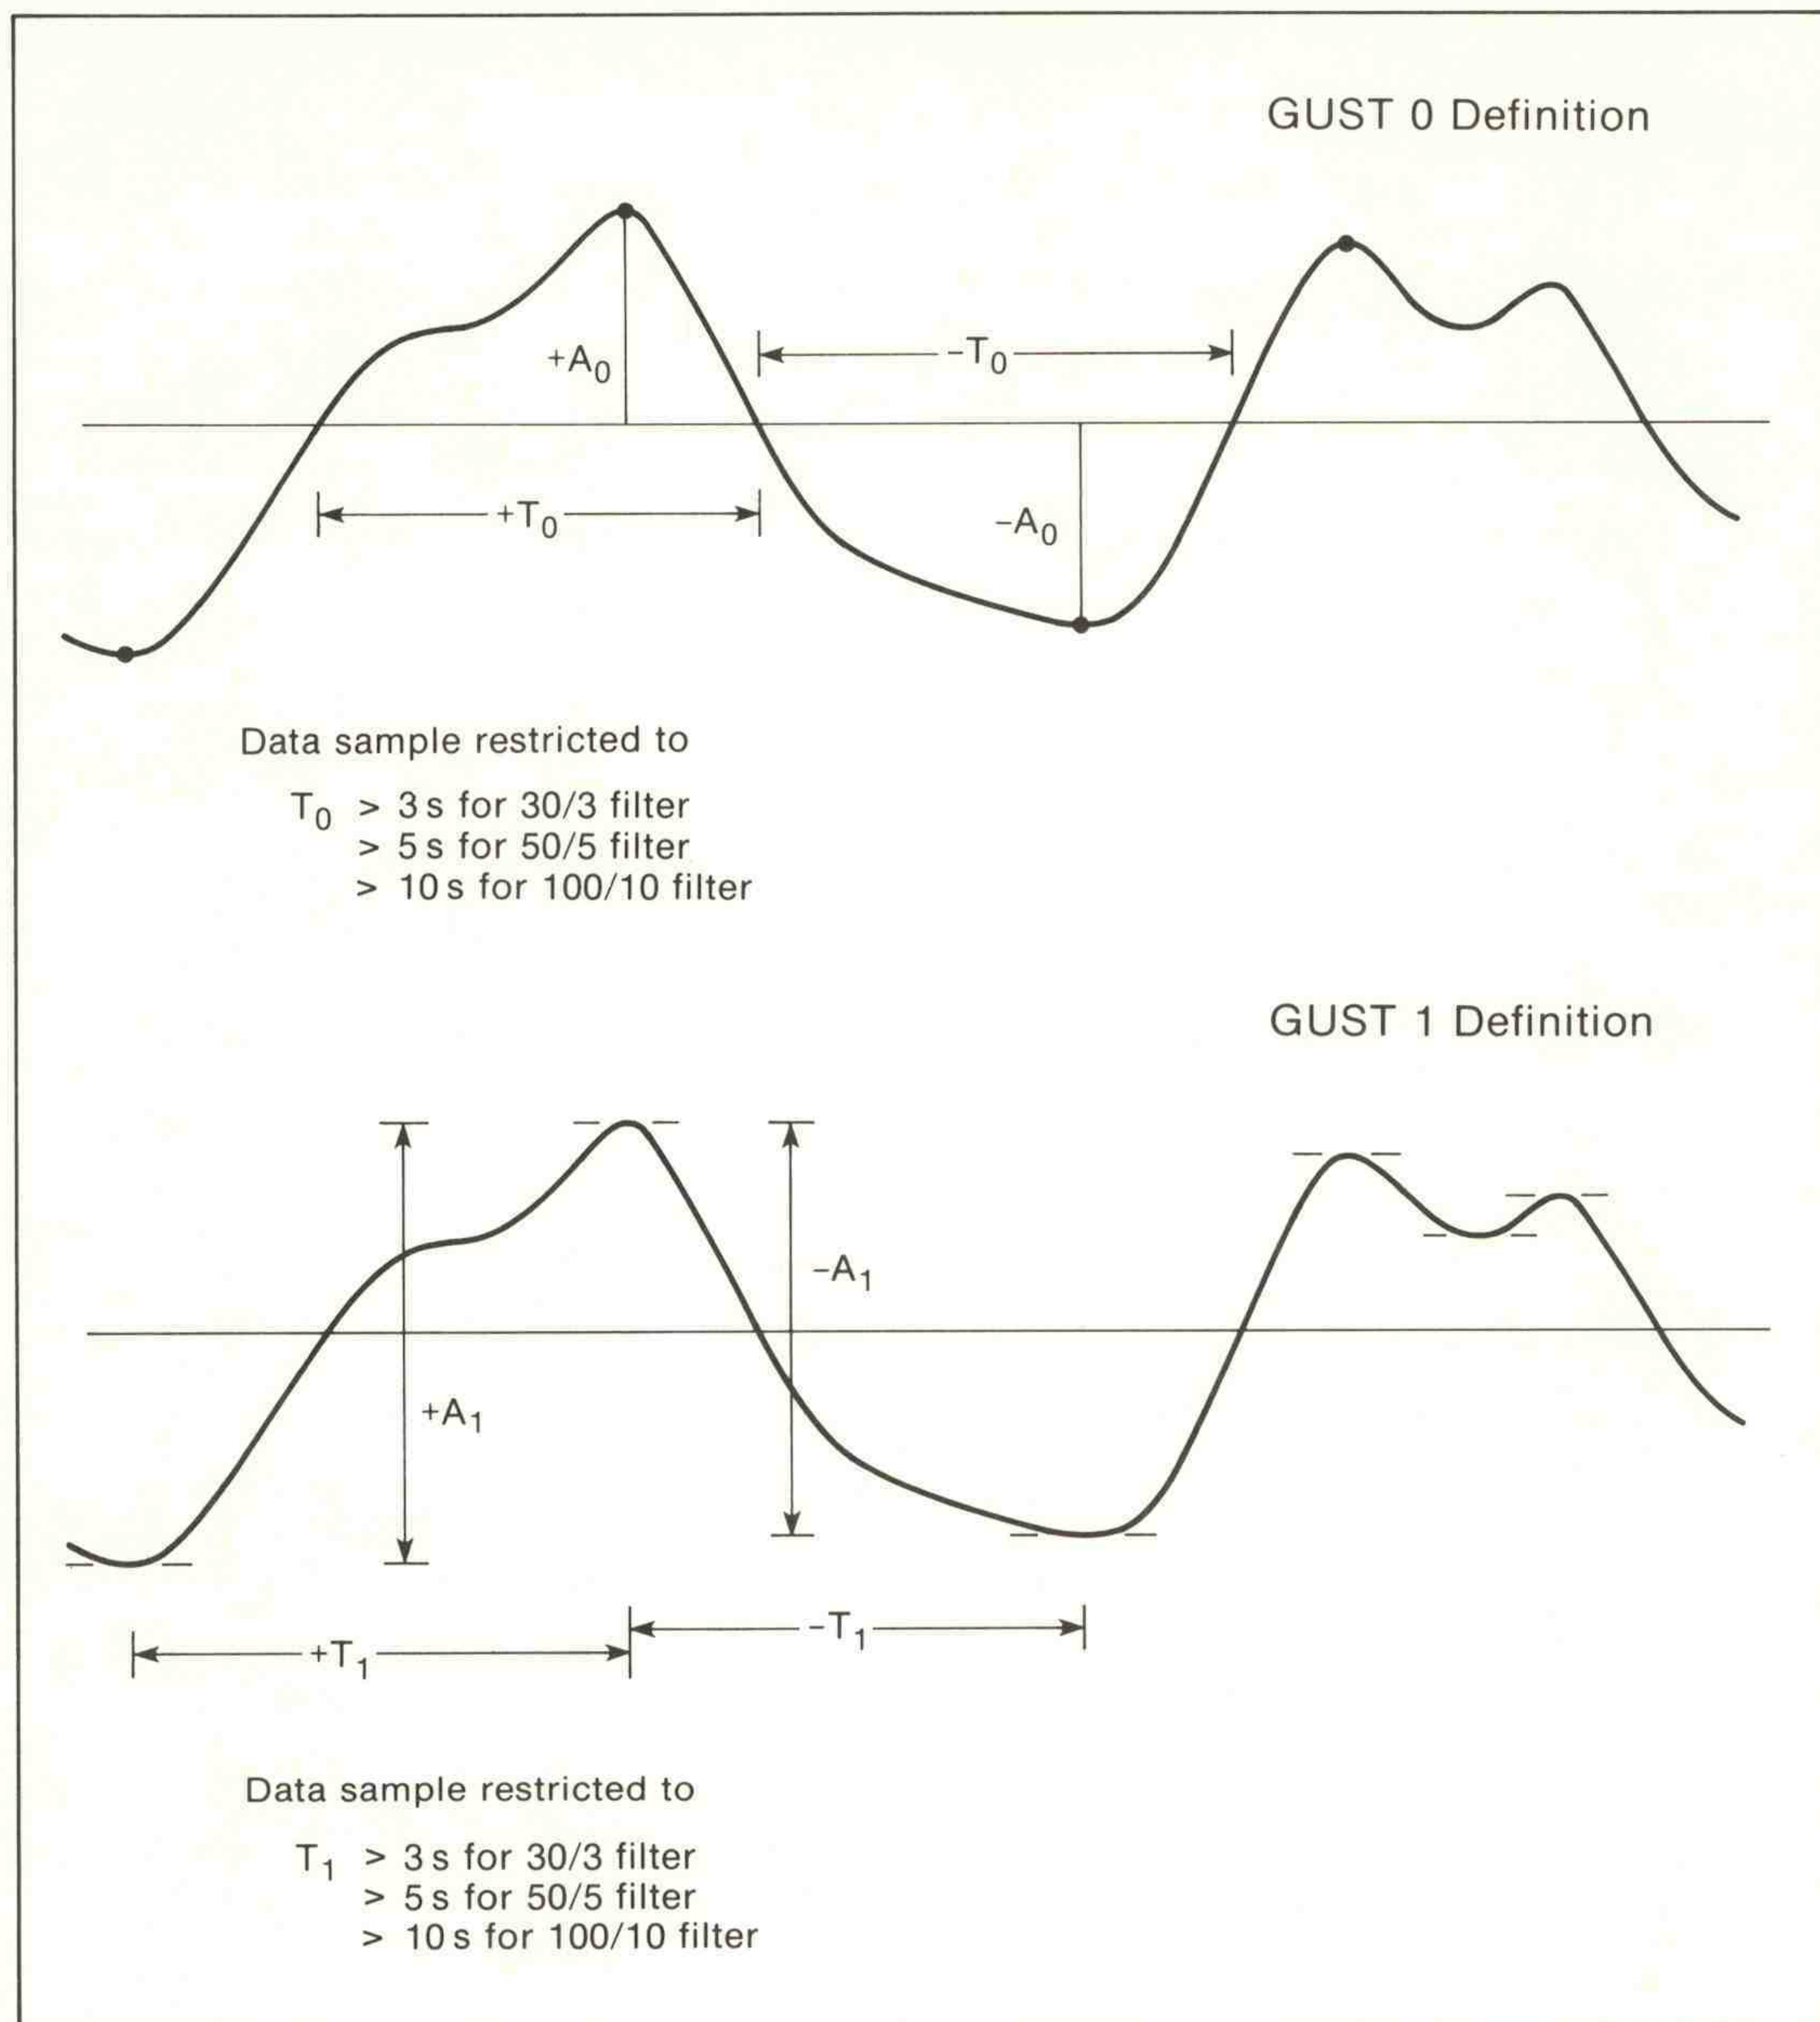 GUST 0 Definition
+A₀
−T₀
+T₀
−A₀
Data sample restricted to
T₀ > 3 s for 30/3 filter
> 5 s for 50/5 filter
> 10 s for 100/10 filter
GUST 1 Definition
−A₁
+A₁
−T₁
+T₁
Data sample restricted to
T₁ > 3 s for 30/3 filter
> 5 s for 50/5 filter
> 10 s for 100/10 filter